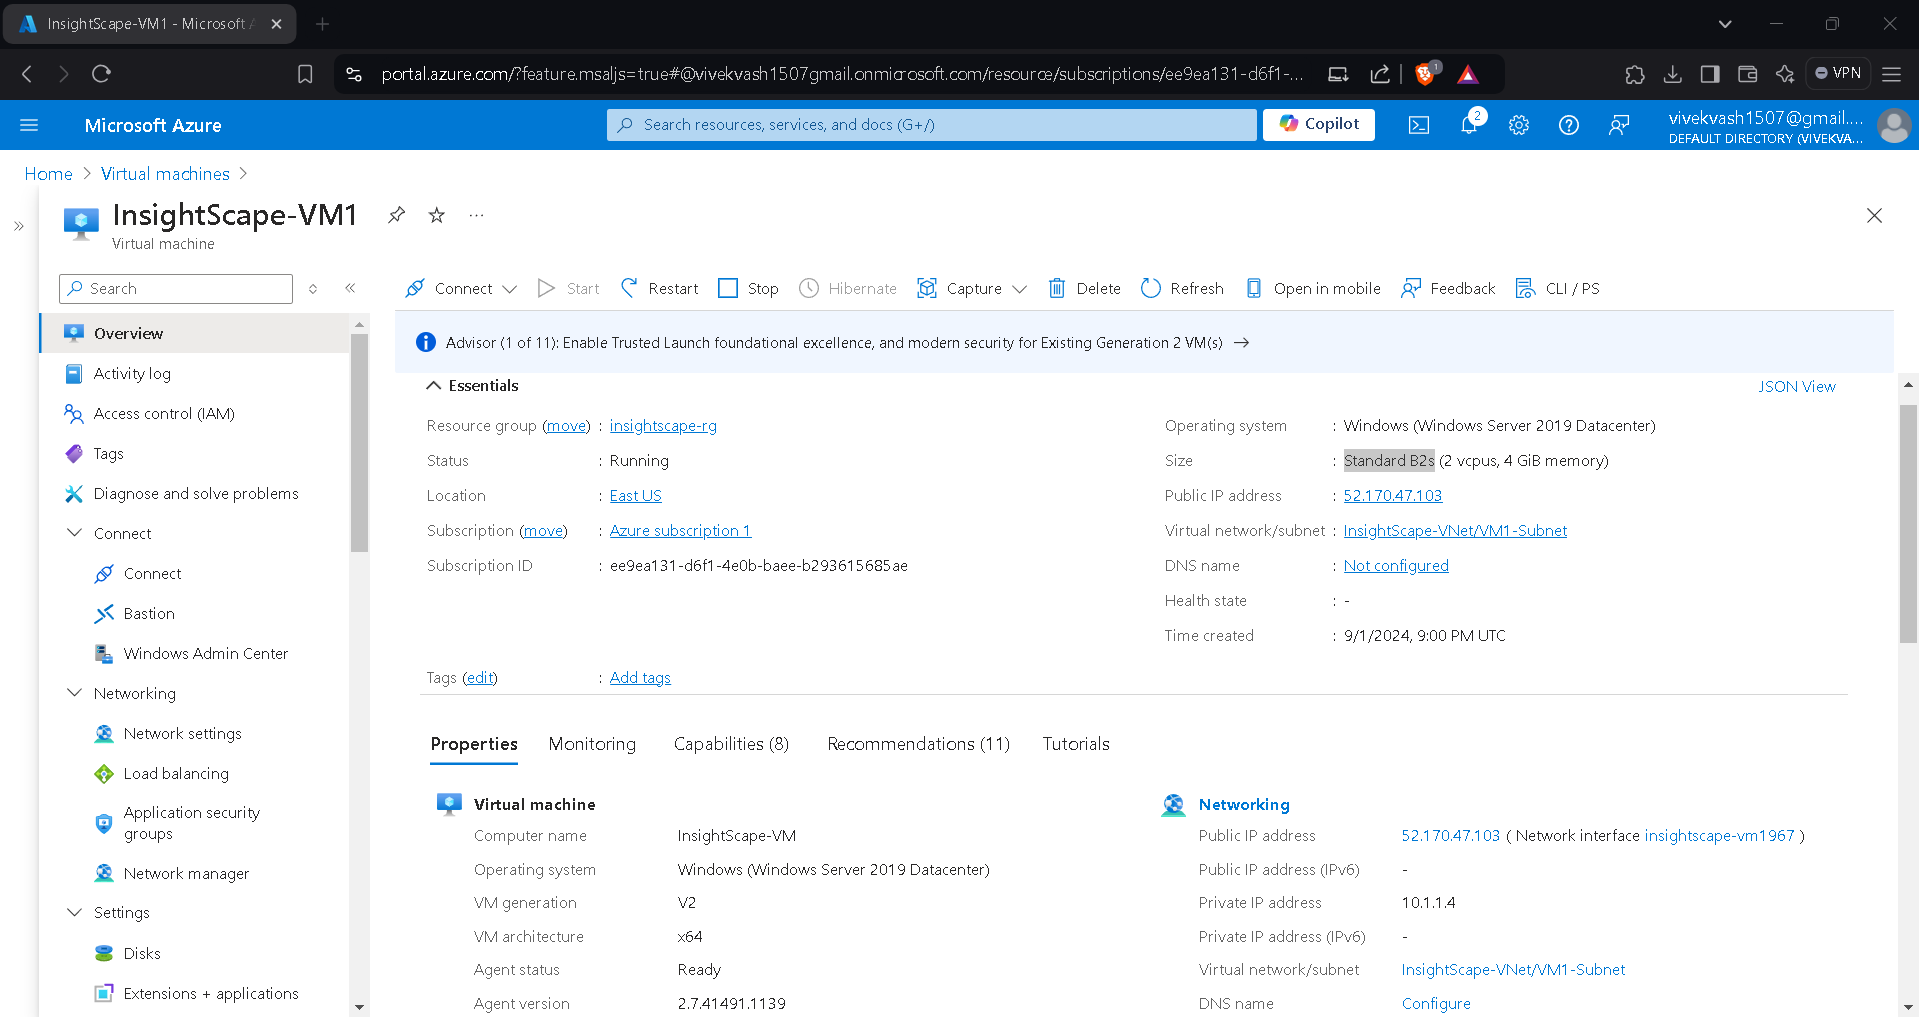 InsightScape-VM1 - Microsoft A
portal.azure.com/?feature.msaljs=true#@vivekvash1507gmail.onmicrosoft.com/resource/subscriptions/ee9ea131-d6f1-...
1
VPN
Microsoft Azure
Search resources, services, and docs (G+/)
Copilot
2
vivekvash1507@gmail....
DEFAULT DIRECTORY (VIVEKVA...
Home > Virtual machines >
InsightScape-VM1
Virtual machine
Search
Connect
Start
Restart
Stop
Hibernate
Capture
Delete
Refresh
Open in mobile
Feedback
CLI / PS
Overview
Activity log
Access control (IAM)
Tags
Diagnose and solve problems
Connect
Connect
Bastion
Windows Admin Center
Networking
Network settings
Load balancing
Application security
groups
Network manager
Settings
Disks
Extensions + applications
Advisor (1 of 11): Enable Trusted Launch foundational excellence, and modern security for Existing Generation 2 VM(s) →
Essentials
JSON View
Resource group (move) : insightscape-rg
Status : Running
Location : East US
Subscription (move) : Azure subscription 1
Subscription ID : ee9ea131-d6f1-4e0b-baee-b293615685ae
Operating system : Windows (Windows Server 2019 Datacenter)
Size : Standard B2s (2 vcpus, 4 GiB memory)
Public IP address : 52.170.47.103
Virtual network/subnet : InsightScape-VNet/VM1-Subnet
DNS name : Not configured
Health state : -
Time created : 9/1/2024, 9:00 PM UTC
Tags (edit) : Add tags
Properties
Monitoring
Capabilities (8)
Recommendations (11)
Tutorials
Virtual machine
Computer name InsightScape-VM
Operating system Windows (Windows Server 2019 Datacenter)
VM generation V2
VM architecture x64
Agent status Ready
Agent version 2.7.41491.1139
Networking
Public IP address 52.170.47.103 ( Network interface insightscape-vm1967 )
Public IP address (IPv6) -
Private IP address 10.1.1.4
Private IP address (IPv6) -
Virtual network/subnet InsightScape-VNet/VM1-Subnet
DNS name Configure